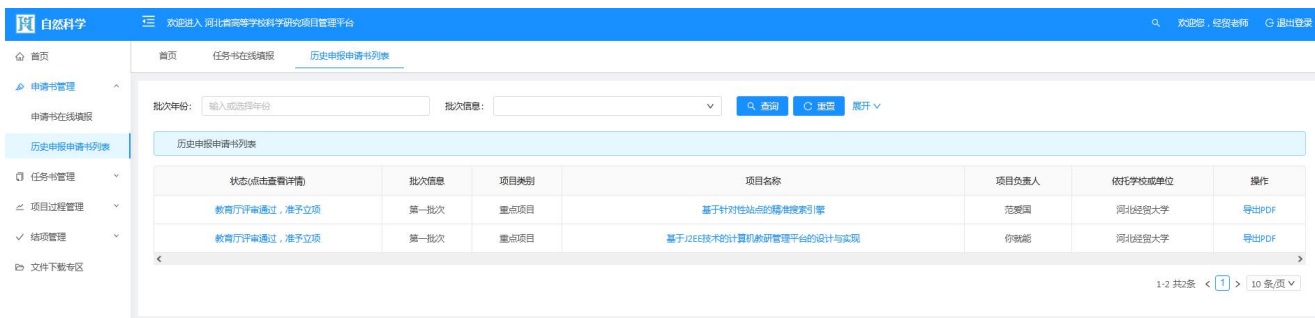 自然科学 欢迎进入 河北省高等学校科学研究项目管理平台 欢迎您，经贸老师 退出登录
首页
申请书管理
申请书在线填报
历史申报申请书列表
任务书管理
项目过程管理
结项管理
文件下载专区
首页 任务书在线填报 历史申报申请书列表
批次年份： 输入或选择年份 批次信息： 查询 重置 展开
历史申报申请书列表
状态(点击查看详情) 批次信息 项目类别 项目名称 项目负责人 依托学校或单位 操作
教育厅评审通过，准予立项 第一批次 重点项目 基于针对性站点的精准搜索引擎 范爱国 河北经贸大学 导出PDF
教育厅评审通过，准予立项 第一批次 重点项目 基于J2EE技术的计算机教研管理平台的设计与实现 你就能 河北经贸大学 导出PDF
1-2 共2条 < 1 > 10 条/页